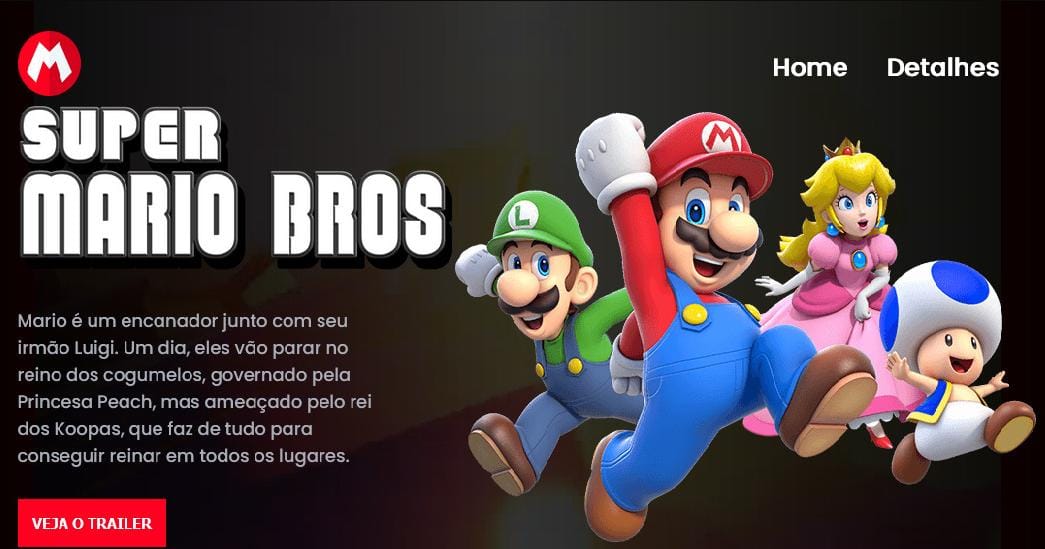 M
Home Detalhes
SUPER
MARIO BROS
M
L
Mario é um encanador junto com seu
irmão Luigi. Um dia, eles vão parar no
reino dos cogumelos, governado pela
Princesa Peach, mas ameaçado pelo rei
dos Koopas, que faz de tudo para
conseguir reinar em todos os lugares.
VEJA O TRAILER